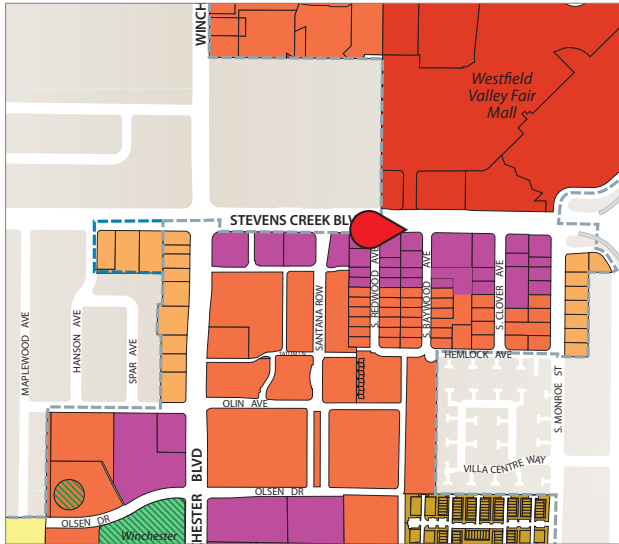 WINCH
Westfield
Valley Fair
Mall
STEVENS CREEK BLV
MAPLEWOOD AVE
HANSON AVE
SPAR AVE
SANTANA ROW
S. REDWOOD AVE
S. BAYWOOD AVE
S. CLOVER AVE
HEMLOCK AVE
S. MONROE ST
OLIN AVE
VILLA CENTRE WAY
HESTER BLVD
OLSEN DR
OLSEN DR
Winchester